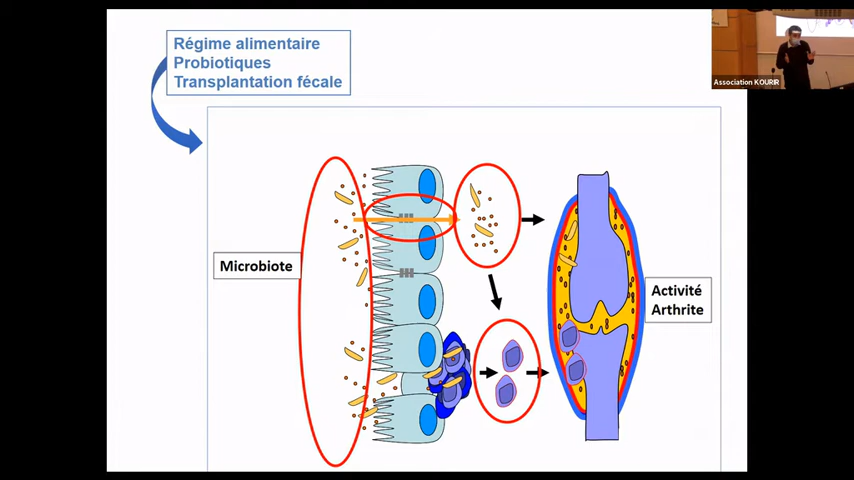 Régime alimentaire
Probiotiques
Transplantation fécale
Association KOURIR
Microbiote
Activité
Arthrite